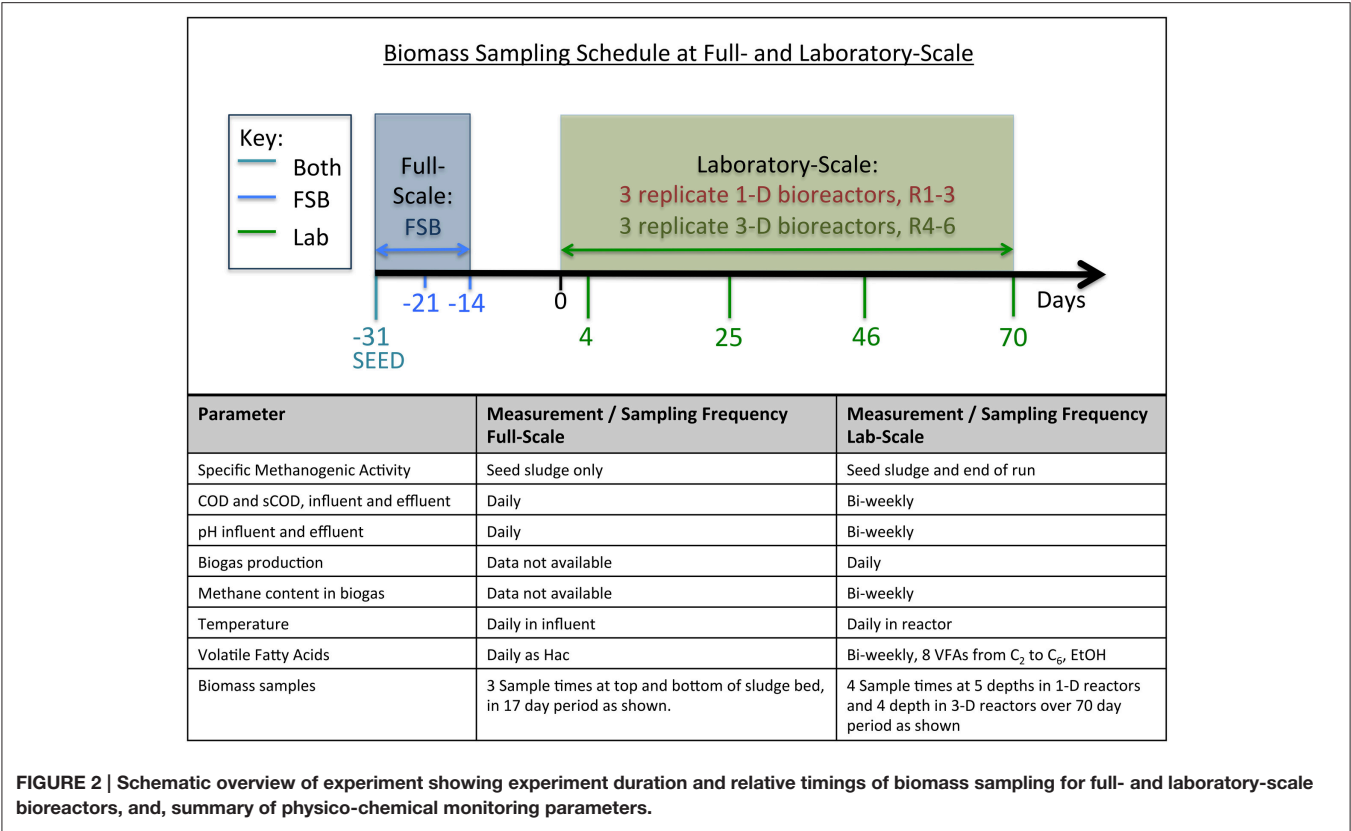 Biomass Sampling Schedule at Full- and Laboratory-Scale
Key:
Both
FSB
Lab
Full-
Scale:
FSB
Laboratory-Scale:
3 replicate 1-D bioreactors, R1-3
3 replicate 3-D bioreactors, R4-6
-21 -14 0 Days
-31 4 25 46 70
SEED
Parameter
Measurement / Sampling Frequency
Full-Scale
Measurement / Sampling Frequency
Lab-Scale
Specific Methanogenic Activity
Seed sludge only
Seed sludge and end of run
COD and sCOD, influent and effluent
Daily
Bi-weekly
pH influent and effluent
Daily
Bi-weekly
Biogas production
Data not available
Daily
Methane content in biogas
Data not available
Bi-weekly
Temperature
Daily in influent
Daily in reactor
Volatile Fatty Acids
Daily as Hac
Bi-weekly, 8 VFAs from C₂ to C₆, EtOH
Biomass samples
3 Sample times at top and bottom of sludge bed,
in 17 day period as shown.
4 Sample times at 5 depths in 1-D reactors
and 4 depth in 3-D reactors over 70 day
period as shown
FIGURE 2 | Schematic overview of experiment showing experiment duration and relative timings of biomass sampling for full- and laboratory-scale
bioreactors, and, summary of physico-chemical monitoring parameters.